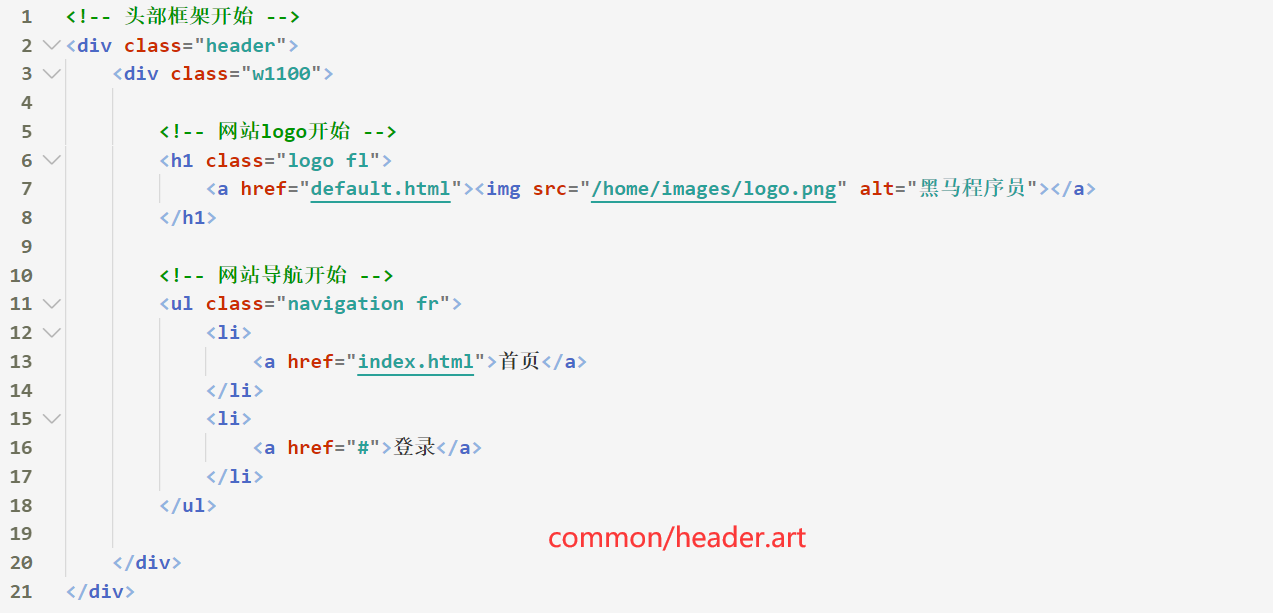 1 <!-- 头部框架开始 -->
2 <div class="header">
3     <div class="w1100">
4
5         <!-- 网站logo开始 -->
6         <h1 class="logo fl">
7             <a href="default.html"><img src="/home/images/logo.png" alt="黑马程序员"></a>
8         </h1>
9
10         <!-- 网站导航开始 -->
11         <ul class="navigation fr">
12             <li>
13                 <a href="index.html">首页</a>
14             </li>
15             <li>
16                 <a href="#">登录</a>
17             </li>
18         </ul>
19
common/header.art
20     </div>
21 </div>